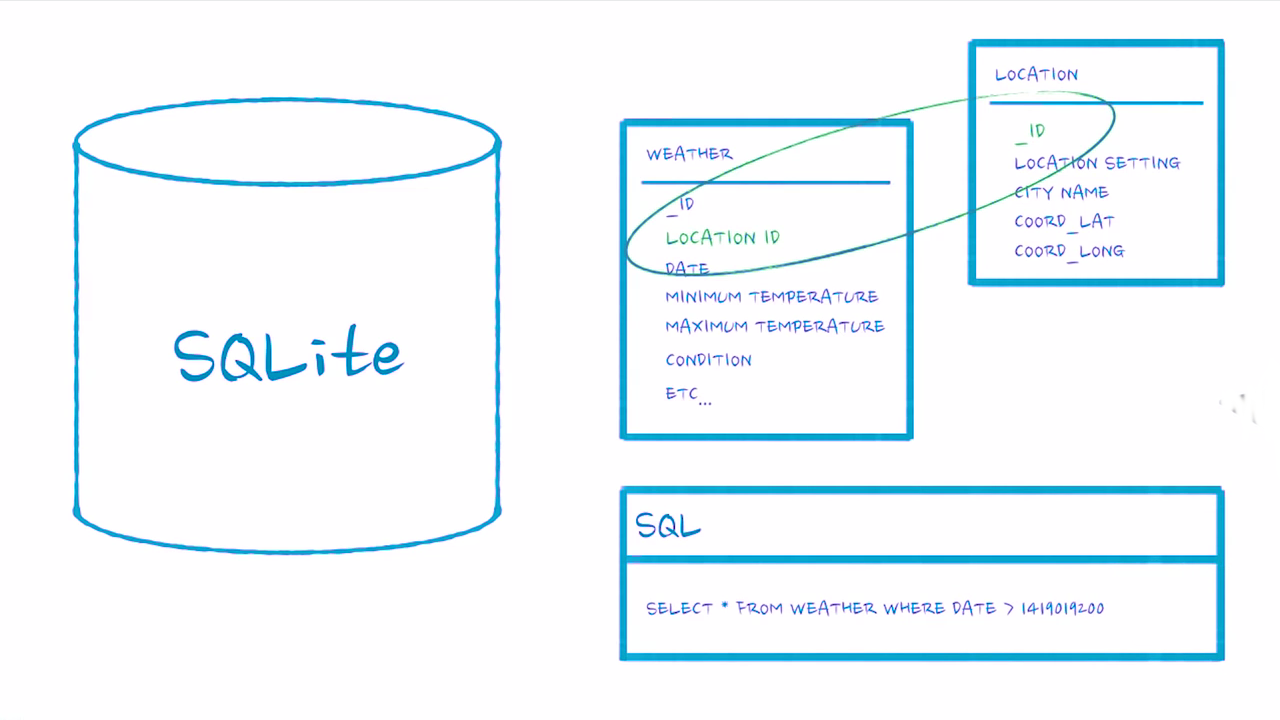 SQLite
WEATHER
_ID
LOCATION ID
DATE
MINIMUM TEMPERATURE
MAXIMUM TEMPERATURE
CONDITION
ETC...
LOCATION
_ID
LOCATION SETTING
CITY NAME
COORD_LAT
COORD_LONG
SQL
SELECT * FROM WEATHER WHERE DATE > 1419019200